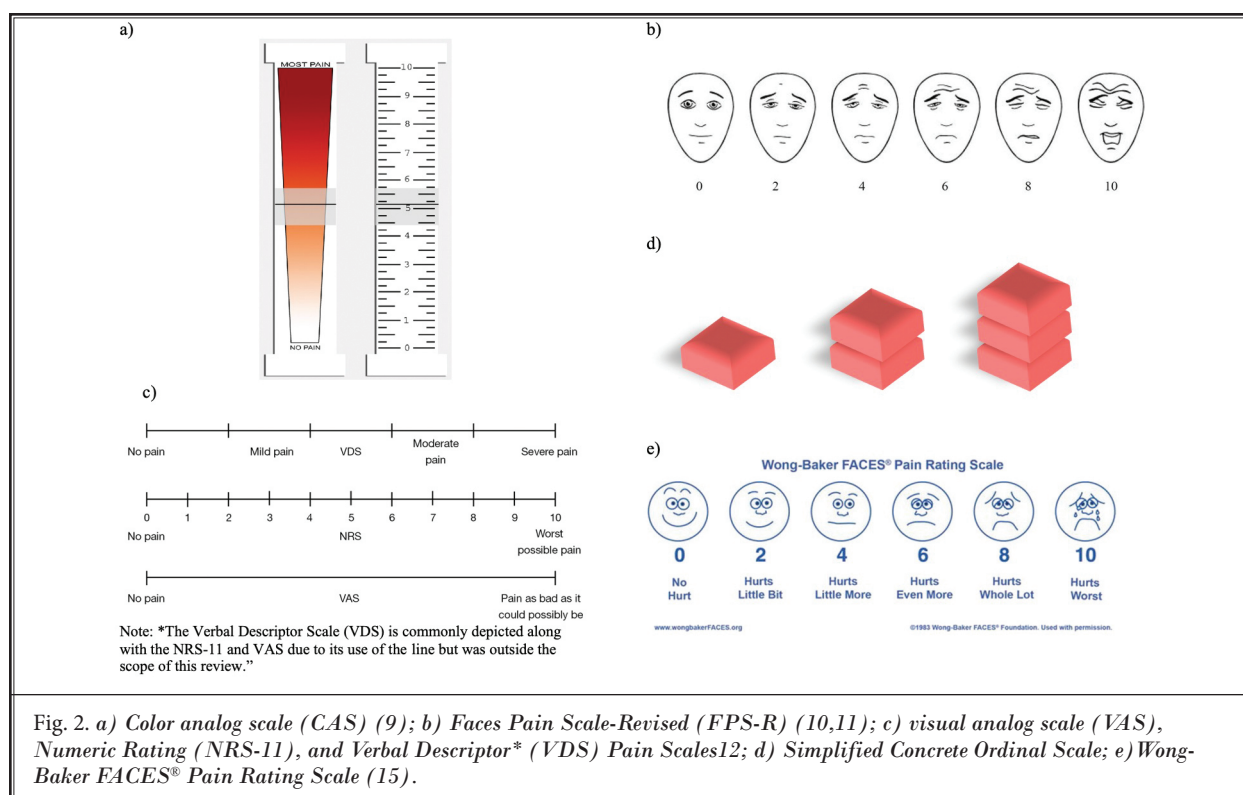 a)
MOST PAIN
NO PAIN
10
9
8
7
6
5
4
3
2
1
0
b)
0 2 4 6 8 10
c)
No pain Mild pain VDS Moderate pain Severe pain
0 1 2 3 4 5 6 7 8 9 10
No pain NRS Worst
possible pain
No pain VAS Pain as bad as it
could possibly be
Note: *The Verbal Descriptor Scale (VDS) is commonly depicted along
with the NRS-11 and VAS due to its use of the line but was outside the
scope of this review.”
d)
e)
Wong-Baker FACES® Pain Rating Scale
0 2 4 6 8 10
No Hurts Hurts Hurts Hurts Hurts
Hurt Little Bit Little More Even More Whole Lot Worst
www.wongbakerFACES.org ©1983 Wong-Baker FACES® Foundation. Used with permission.
Fig. 2. a) Color analog scale (CAS) (9); b) Faces Pain Scale-Revised (FPS-R) (10,11); c) visual analog scale (VAS),
Numeric Rating (NRS-11), and Verbal Descriptor* (VDS) Pain Scales12; d) Simplified Concrete Ordinal Scale; e)Wong-
Baker FACES® Pain Rating Scale (15).